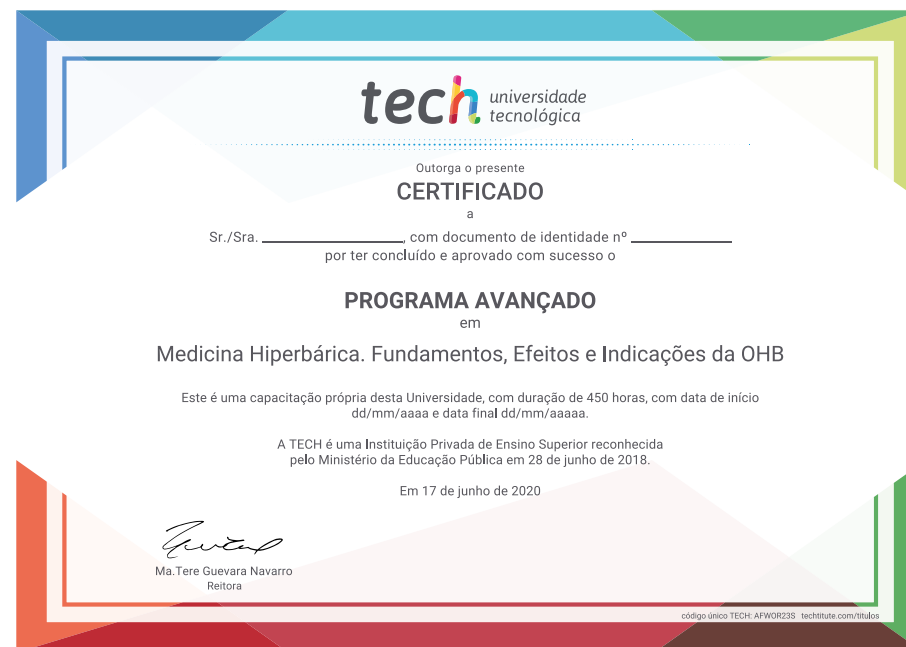 tech universidade
tecnológica
Outorga o presente
CERTIFICADO
a
Sr./Sra. ____________, com documento de identidade nº ____________
por ter concluído e aprovado com sucesso o
PROGRAMA AVANÇADO
em
Medicina Hiperbárica. Fundamentos, Efeitos e Indicações da OHB
Este é uma capacitação própria desta Universidade, com duração de 450 horas, com data de início
dd/mm/aaaa e data final dd/mm/aaaaa.
A TECH é uma Instituição Privada de Ensino Superior reconhecida
pelo Ministério da Educação Pública em 28 de junho de 2018.
Em 17 de junho de 2020
Ma.Tere Guevara Navarro
Reitora
código único TECH: AFWOR23S techtitute.com/titulos